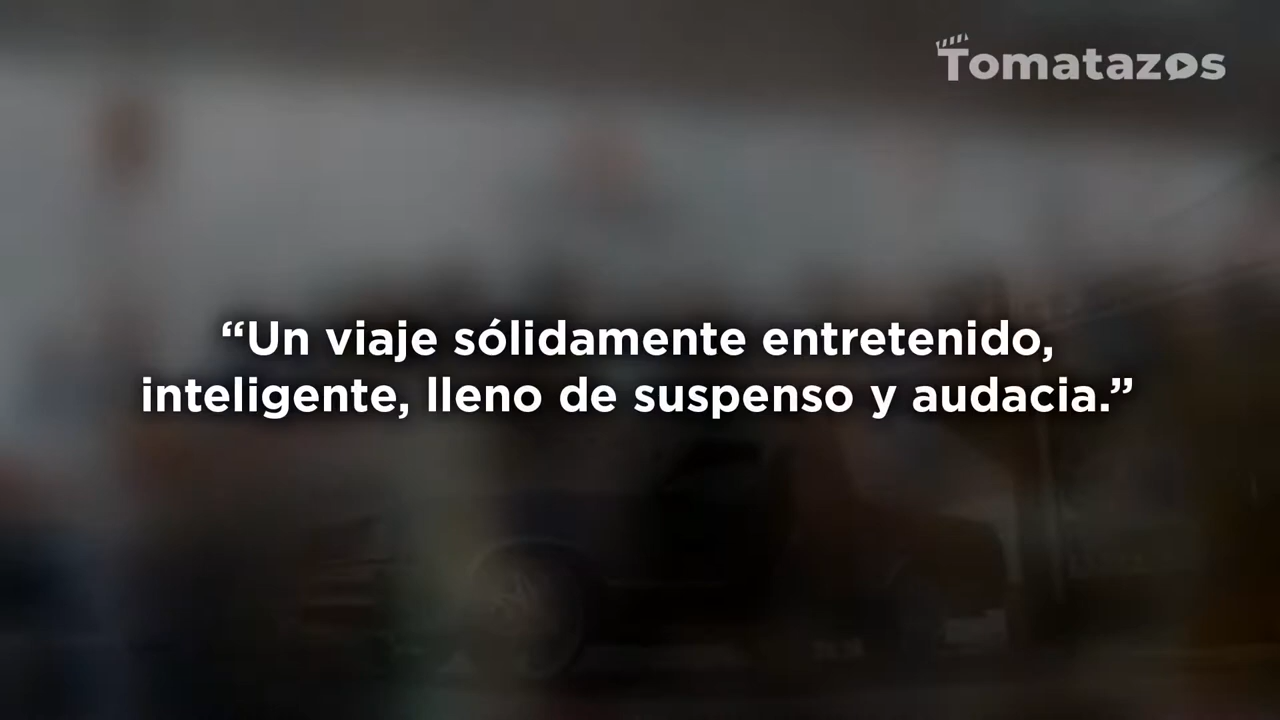 Tomatazos
“Un viaje sólidamente entretenido,
inteligente, lleno de suspenso y audacia.”